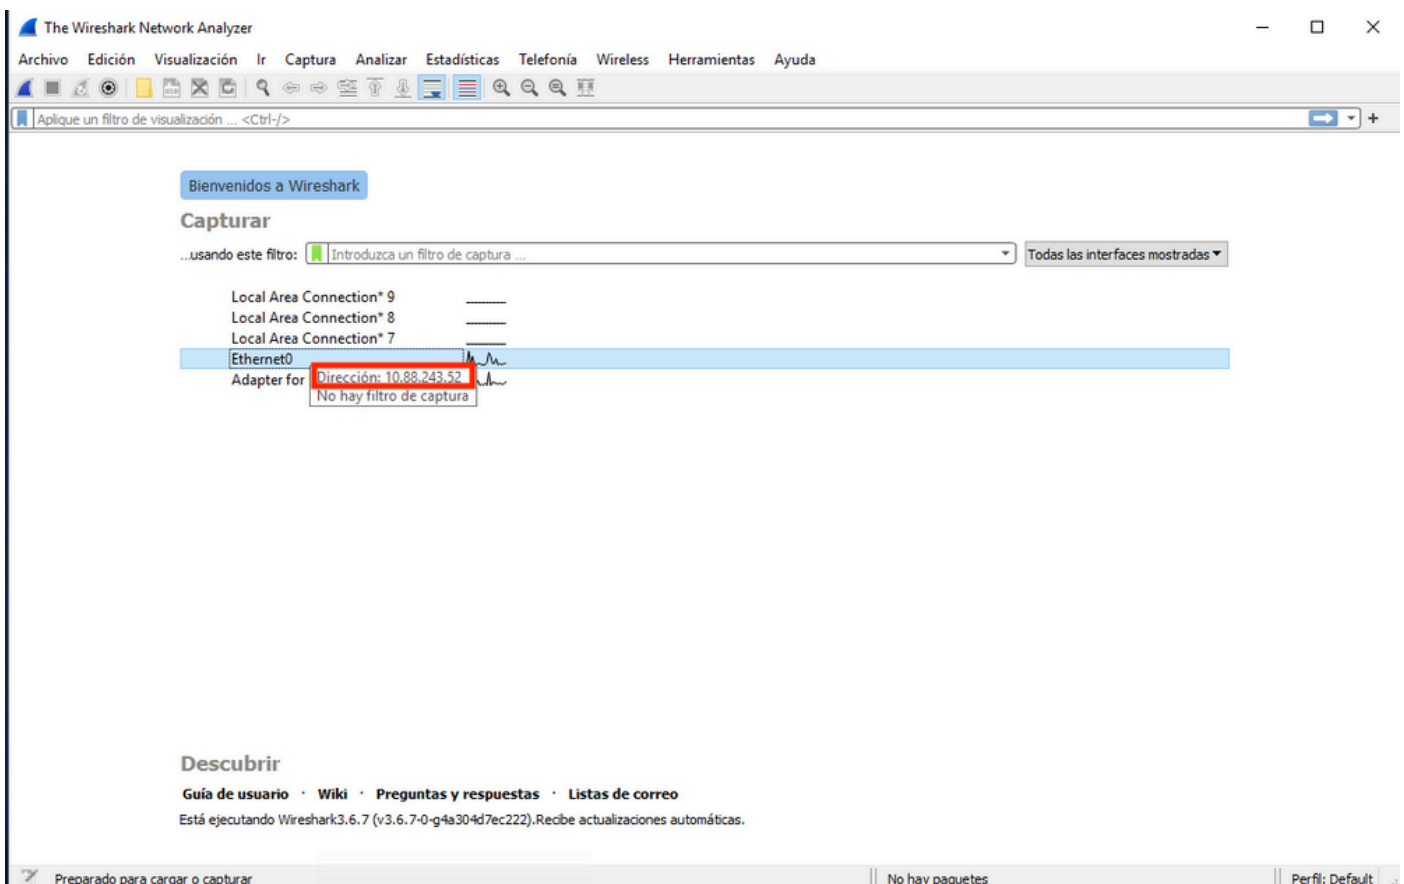 The Wireshark Network Analyzer
Archivo Edición Visualización Ir Captura Analizar Estadísticas Telefonía Wireless Herramientas Ayuda
Aplique un filtro de visualización ... <Ctrl-/>
Bienvenidos a Wireshark
Capturar
...usando este filtro: Introduzca un filtro de captura ... Todas las interfaces mostradas
Local Area Connection* 9
Local Area Connection* 8
Local Area Connection* 7
Ethernet0
Adapter for Dirección: 10.88.243.52
No hay filtro de captura
Descubrir
Guía de usuario · Wiki · Preguntas y respuestas · Listas de correo
Está ejecutando Wireshark3.6.7 (v3.6.7-0-g4a304d7ec222).Recibe actualizaciones automáticas.
Preparado para cargar o capturar No hay paquetes Perfil: Default